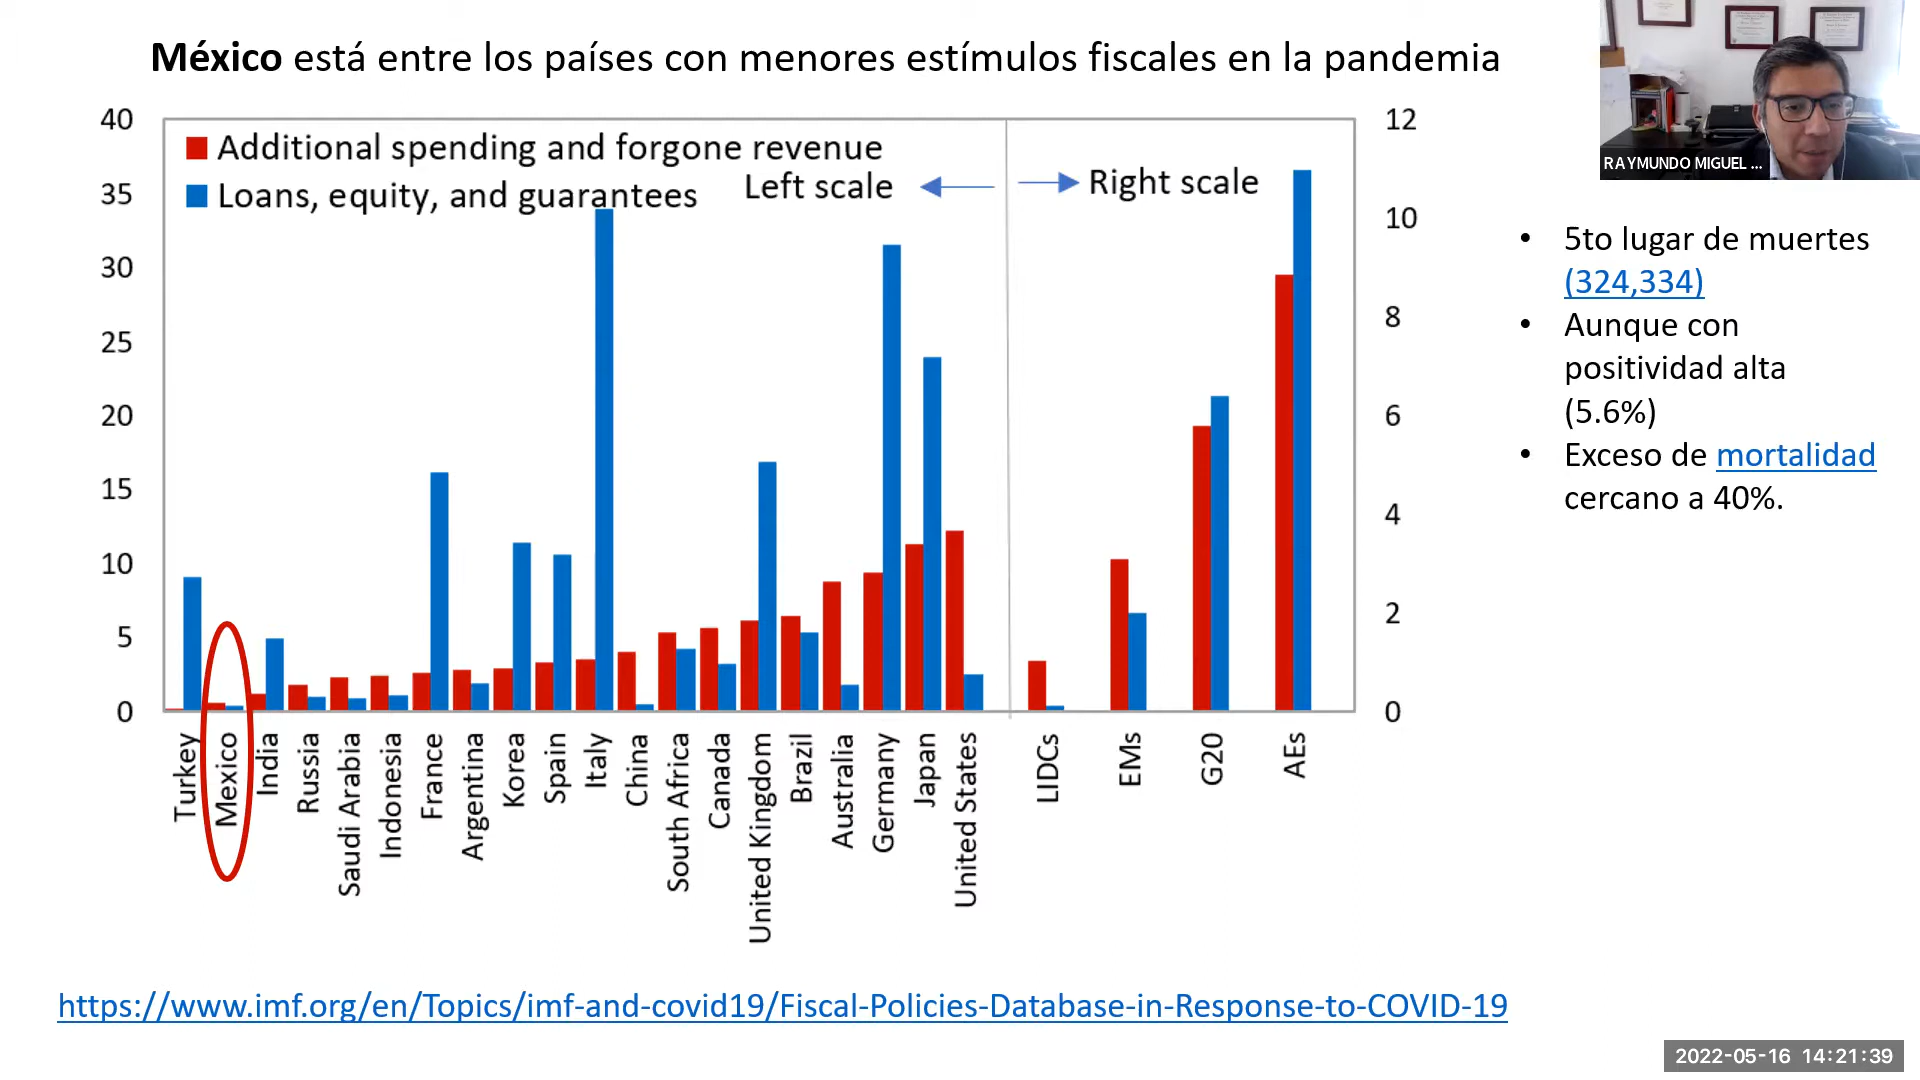 México está entre los países con menores estímulos fiscales en la pandemia
RAYMUNDO MIGUEL ...
40
35
30
25
20
15
10
5
0
Additional spending and forgone revenue
Loans, equity, and guarantees
Left scale
Right scale
12
10
8
6
4
2
0
Turkey
Mexico
India
Russia
Saudi Arabia
Indonesia
France
Argentina
Korea
Spain
Italy
China
South Africa
Canada
United Kingdom
Brazil
Australia
Germany
Japan
United States
LIDCs
EMs
G20
AEs
• 5to lugar de muertes
(324,334)
• Aunque con
positividad alta
(5.6%)
• Exceso de mortalidad
cercano a 40%.
https://www.imf.org/en/Topics/imf-and-covid19/Fiscal-Policies-Database-in-Response-to-COVID-19
2022-05-16 14:21:39